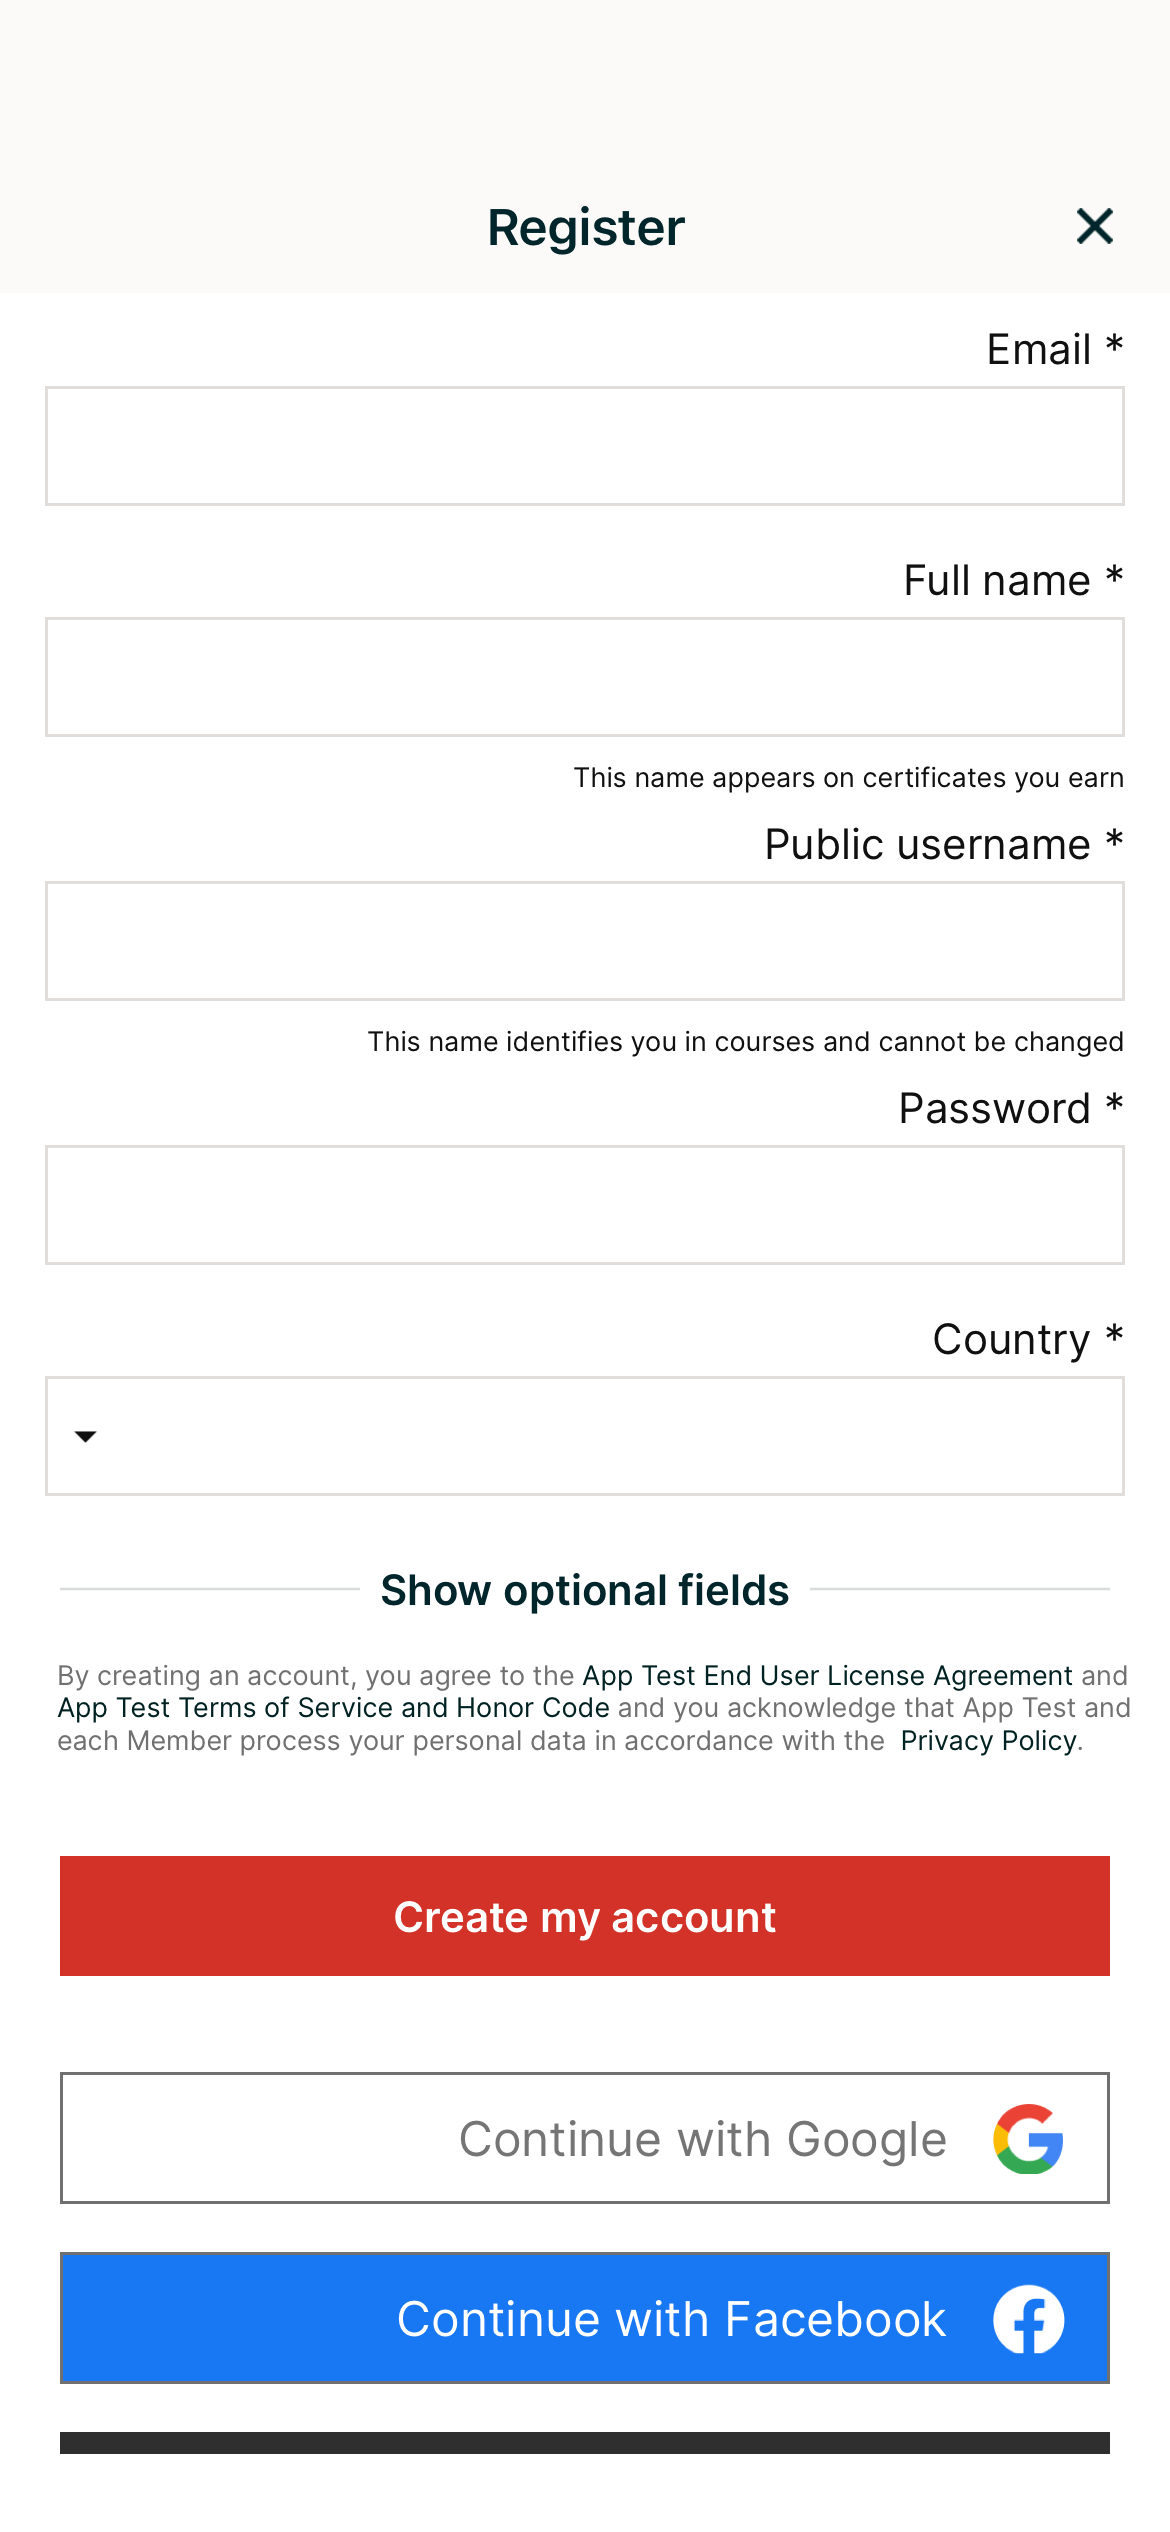 Register
Email *
Full name *
This name appears on certificates you earn
Public username *
This name identifies you in courses and cannot be changed
Password *
Country *
Show optional fields
By creating an account, you agree to the App Test End User License Agreement and
App Test Terms of Service and Honor Code and you acknowledge that App Test and
each Member process your personal data in accordance with the Privacy Policy.
Create my account
Continue with Google
Continue with Facebook